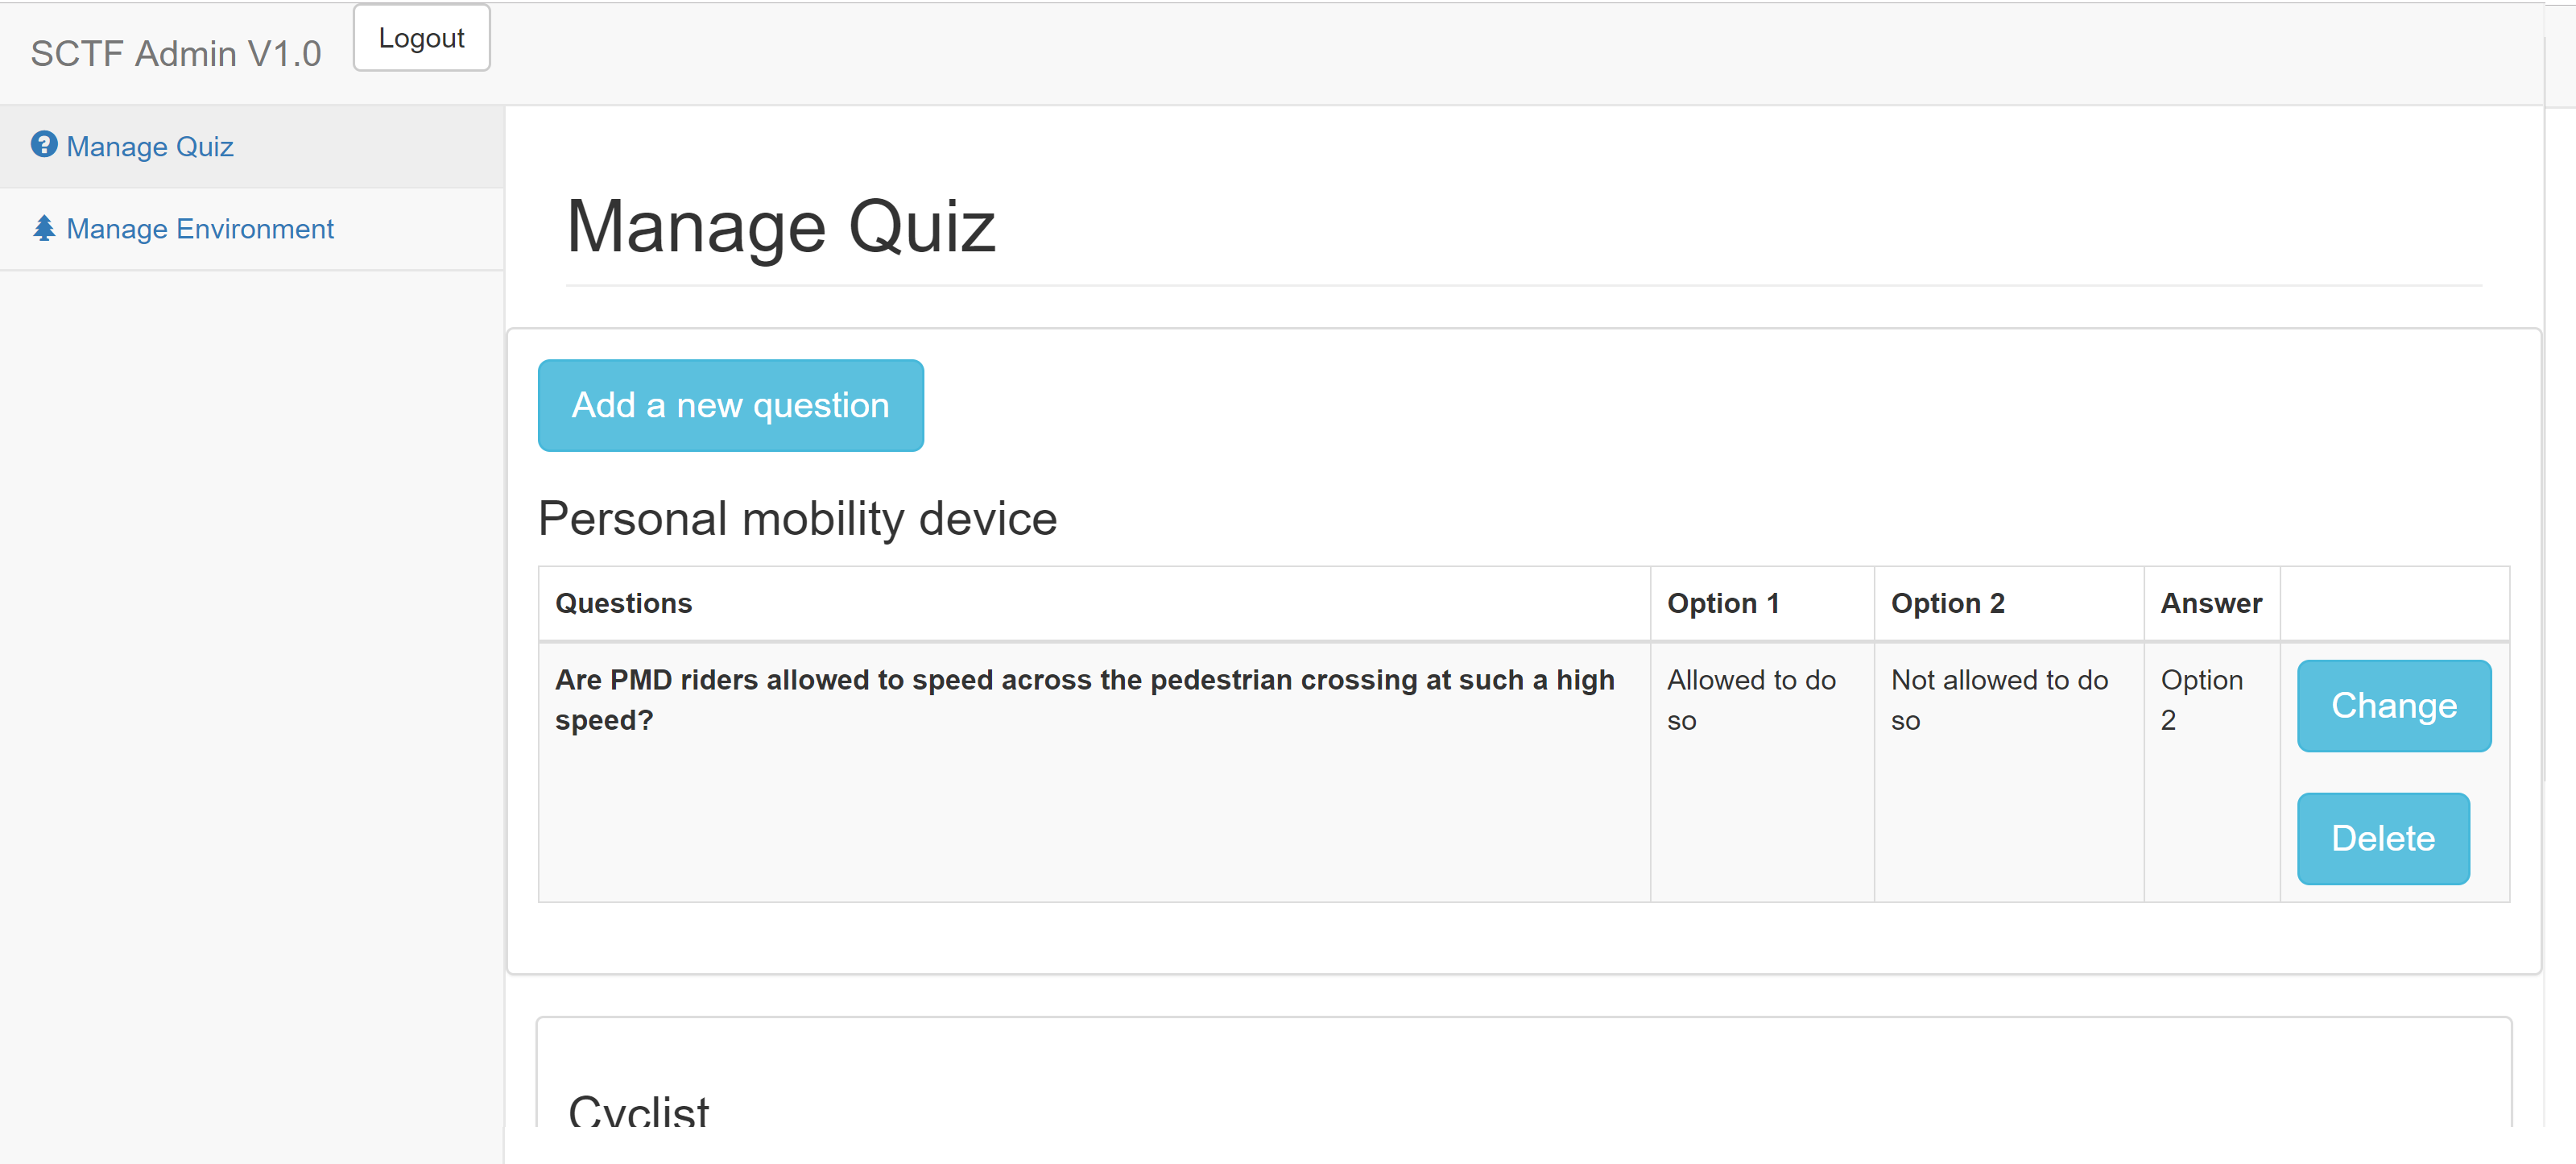 SCTF Admin V1.0
Logout
Manage Quiz
Manage Environment
Manage Quiz
Add a new question
Personal mobility device
Questions
Option 1
Option 2
Answer
Are PMD riders allowed to speed across the pedestrian crossing at such a high
speed?
Allowed to do
so
Not allowed to do
so
Option
2
Change
Delete
Cyclist